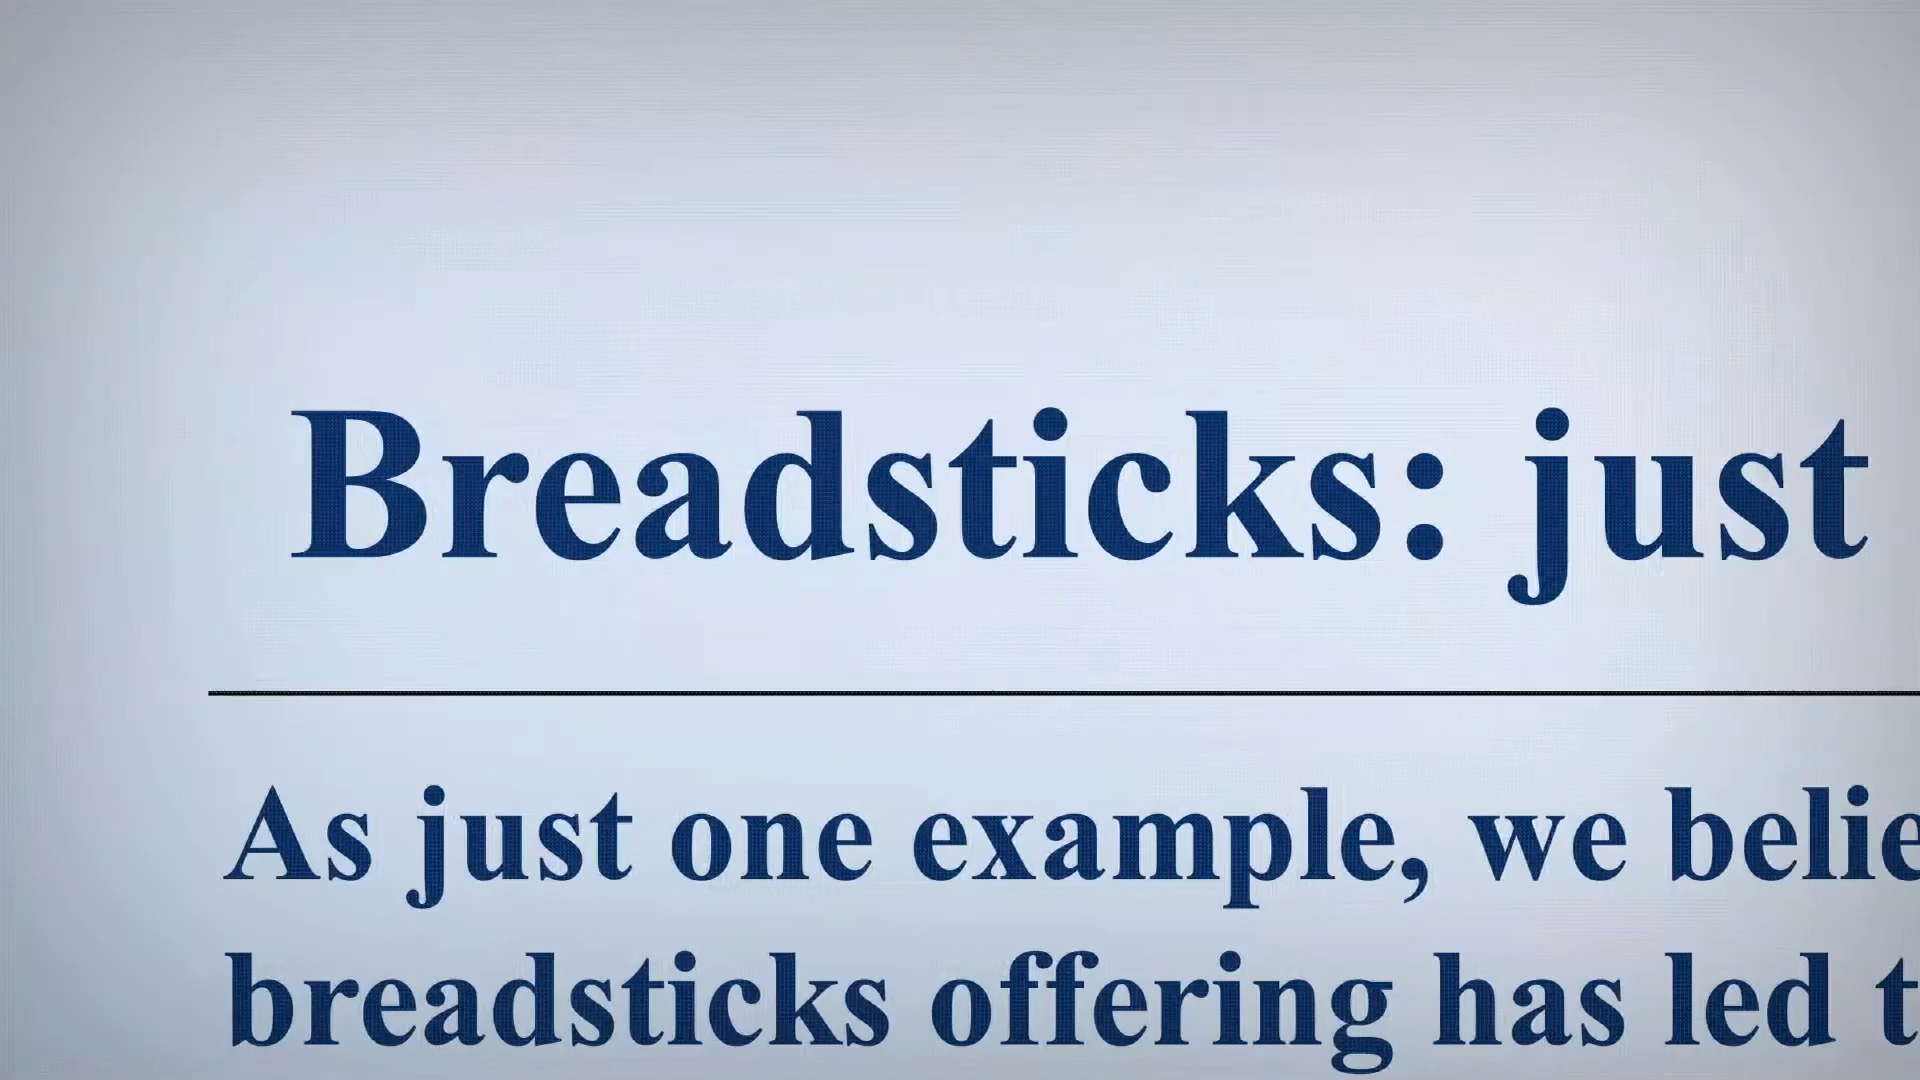 Breadsticks: just
As just one example, we belie
breadsticks offering has led t